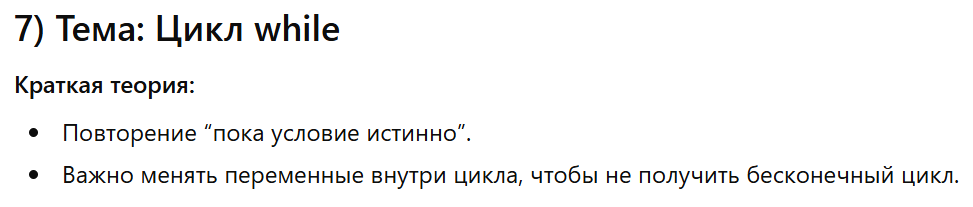 7) Тема: Цикл while
Краткая теория:
• Повторение “пока условие истинно”.
• Важно менять переменные внутри цикла, чтобы не получить бесконечный цикл.